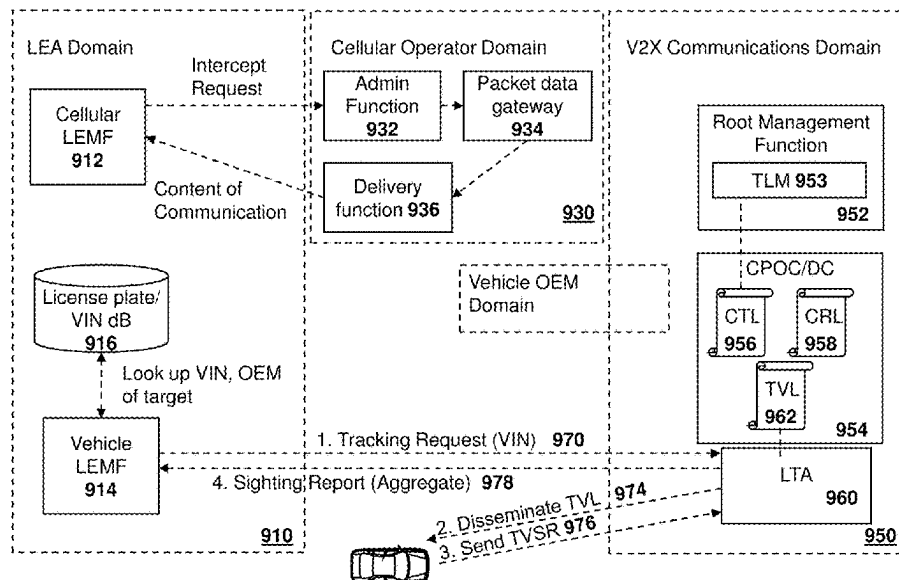 LEA Domain
Cellular
LEMF
912
Intercept
Request
Content of
Communication
License plate/
VIN dB
916
Look up VIN, OEM
of target
Vehicle
LEMF
914
910
Cellular Operator Domain
Admin
Function
932
Packet data
gateway
934
Delivery
function 936
930
Vehicle OEM
Domain
V2X Communications Domain
Root Management
Function
TLM 953
952
CPOC/DC
CTL
956
CRL
958
TVL
962
954
LTA
960
950
1. Tracking Request (VIN) 970
4. Sighting Report (Aggregate) 978
2. Disseminate TVL 974
3. Send TVSR 976